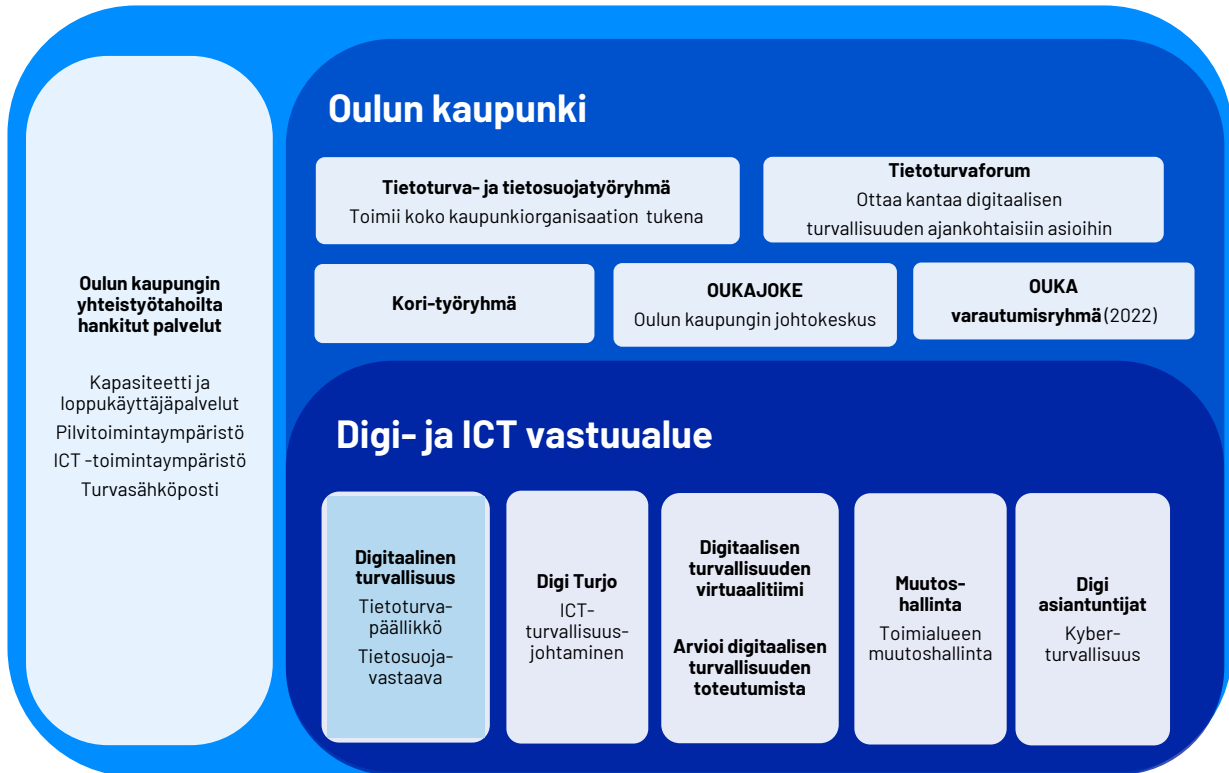 Oulun kaupungin
yhteistyötahoilta
hankitut palvelut
Kapasiteetti ja
loppukäyttäjäpalvelut
Pilvitoimintaympäristö
ICT -toimintaympäristö
Turvasähköposti
Oulun kaupunki
Tietoturva- ja tietosuojatyöryhmä
Toimii koko kaupunkiorganisaation tukena
Tietoturvaforum
Ottaa kantaa digitaalisen
turvallisuuden ajankohtaisiin asioihin
Kori-työryhmä
OUKAJOKE
Oulun kaupungin johtokeskus
OUKA
varautumisryhmä (2022)
Digi- ja ICT vastuualue
Digitaalinen
turvallisuus
Tietoturva-
päällikkö
Tietosuoja-
vastaava
Digi Turjo
ICT-
turvallisuus-
johtaminen
Digitaalisen
turvallisuuden
virtuaalitiimi
Arvioi digitaalisen
turvallisuuden
toteutumista
Muutos-
hallinta
Toimialueen
muutoshallinta
Digi
asiantuntijat
Kyber-
turvallisuus